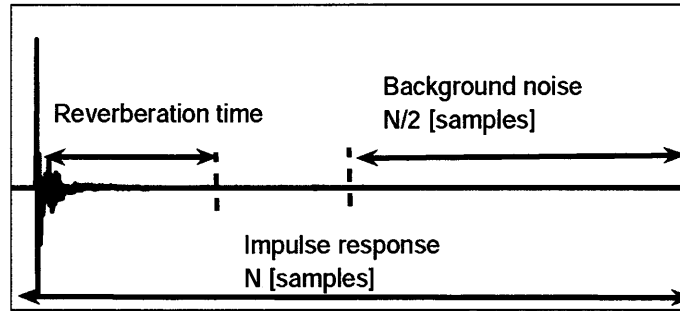 Background noise
Reverberation time
N/2 [samples]
Impulse response
N [samples]